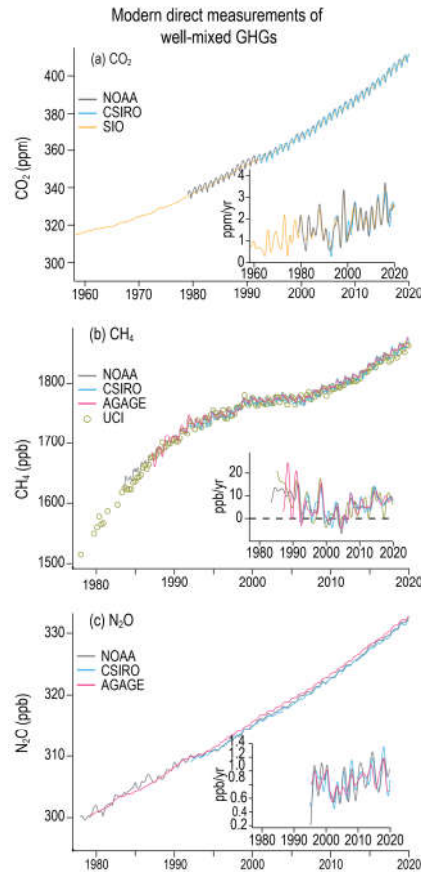 Modern direct measurements of
well-mixed GHGs
(a) CO₂
NOAA
CSIRO
SIO
CO₂ (ppm)
400
380
360
340
320
300
1960 1970 1980 1990 2000 2010 2020
ppm/yr
4
3
2
1
0
1960 1980 2000 2020
(b) CH₄
NOAA
CSIRO
AGAGE
UCI
CH₄ (ppb)
1800
1700
1600
1500
1980 1990 2000 2010 2020
ppb/yr
20
10
0
1980 1990 2000 2010 2020
(c) N₂O
NOAA
CSIRO
AGAGE
N₂O (ppb)
330
320
310
300
1980 1990 2000 2010 2020
ppb/yr
1.4
1.2
1.0
0.8
0.6
0.4
0.2
1980 1990 2000 2010 2020